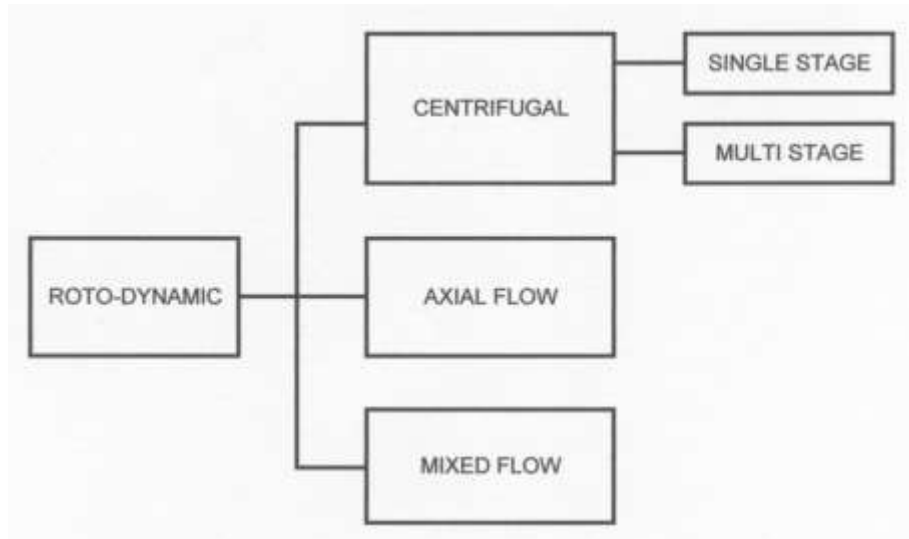 SINGLE STAGE
CENTRIFUGAL
MULTI STAGE
ROTO-DYNAMIC
AXIAL FLOW
MIXED FLOW